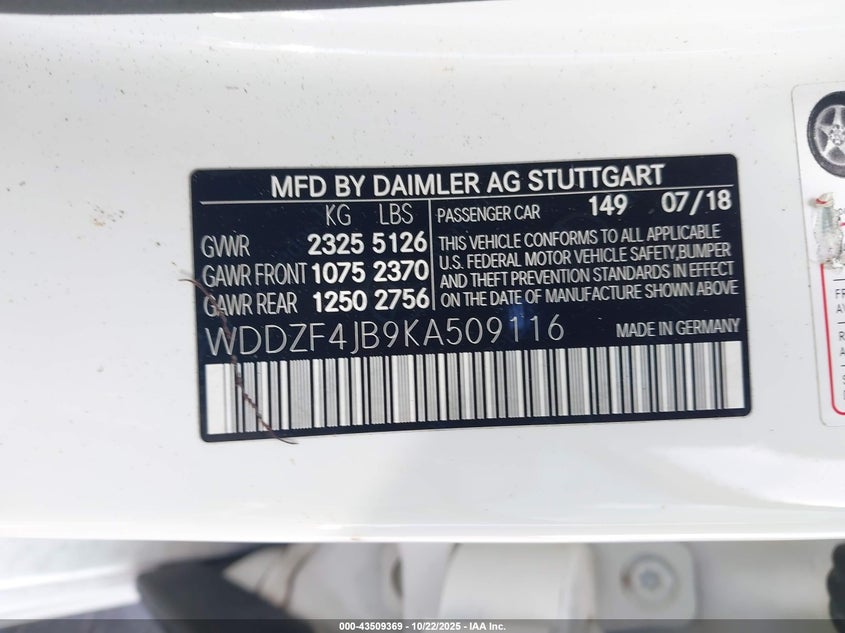 MFD BY DAIMLER AG STUTTGART
KG LBS
GVWR 2325 5126
GAWR FRONT 1075 2370
GAWR REAR 1250 2756
PASSENGER CAR 149 07/18
THIS VEHICLE CONFORMS TO ALL APPLICABLE
U.S. FEDERAL MOTOR VEHICLE SAFETY,BUMPER
AND THEFT PREVENTION STANDARDS IN EFFECT
ON THE DATE OF MANUFACTURE SHOWN ABOVE
WDDZF4JB9KA509116 MADE IN GERMANY
000-43509369 | 10/22/2025 - IAA Inc.